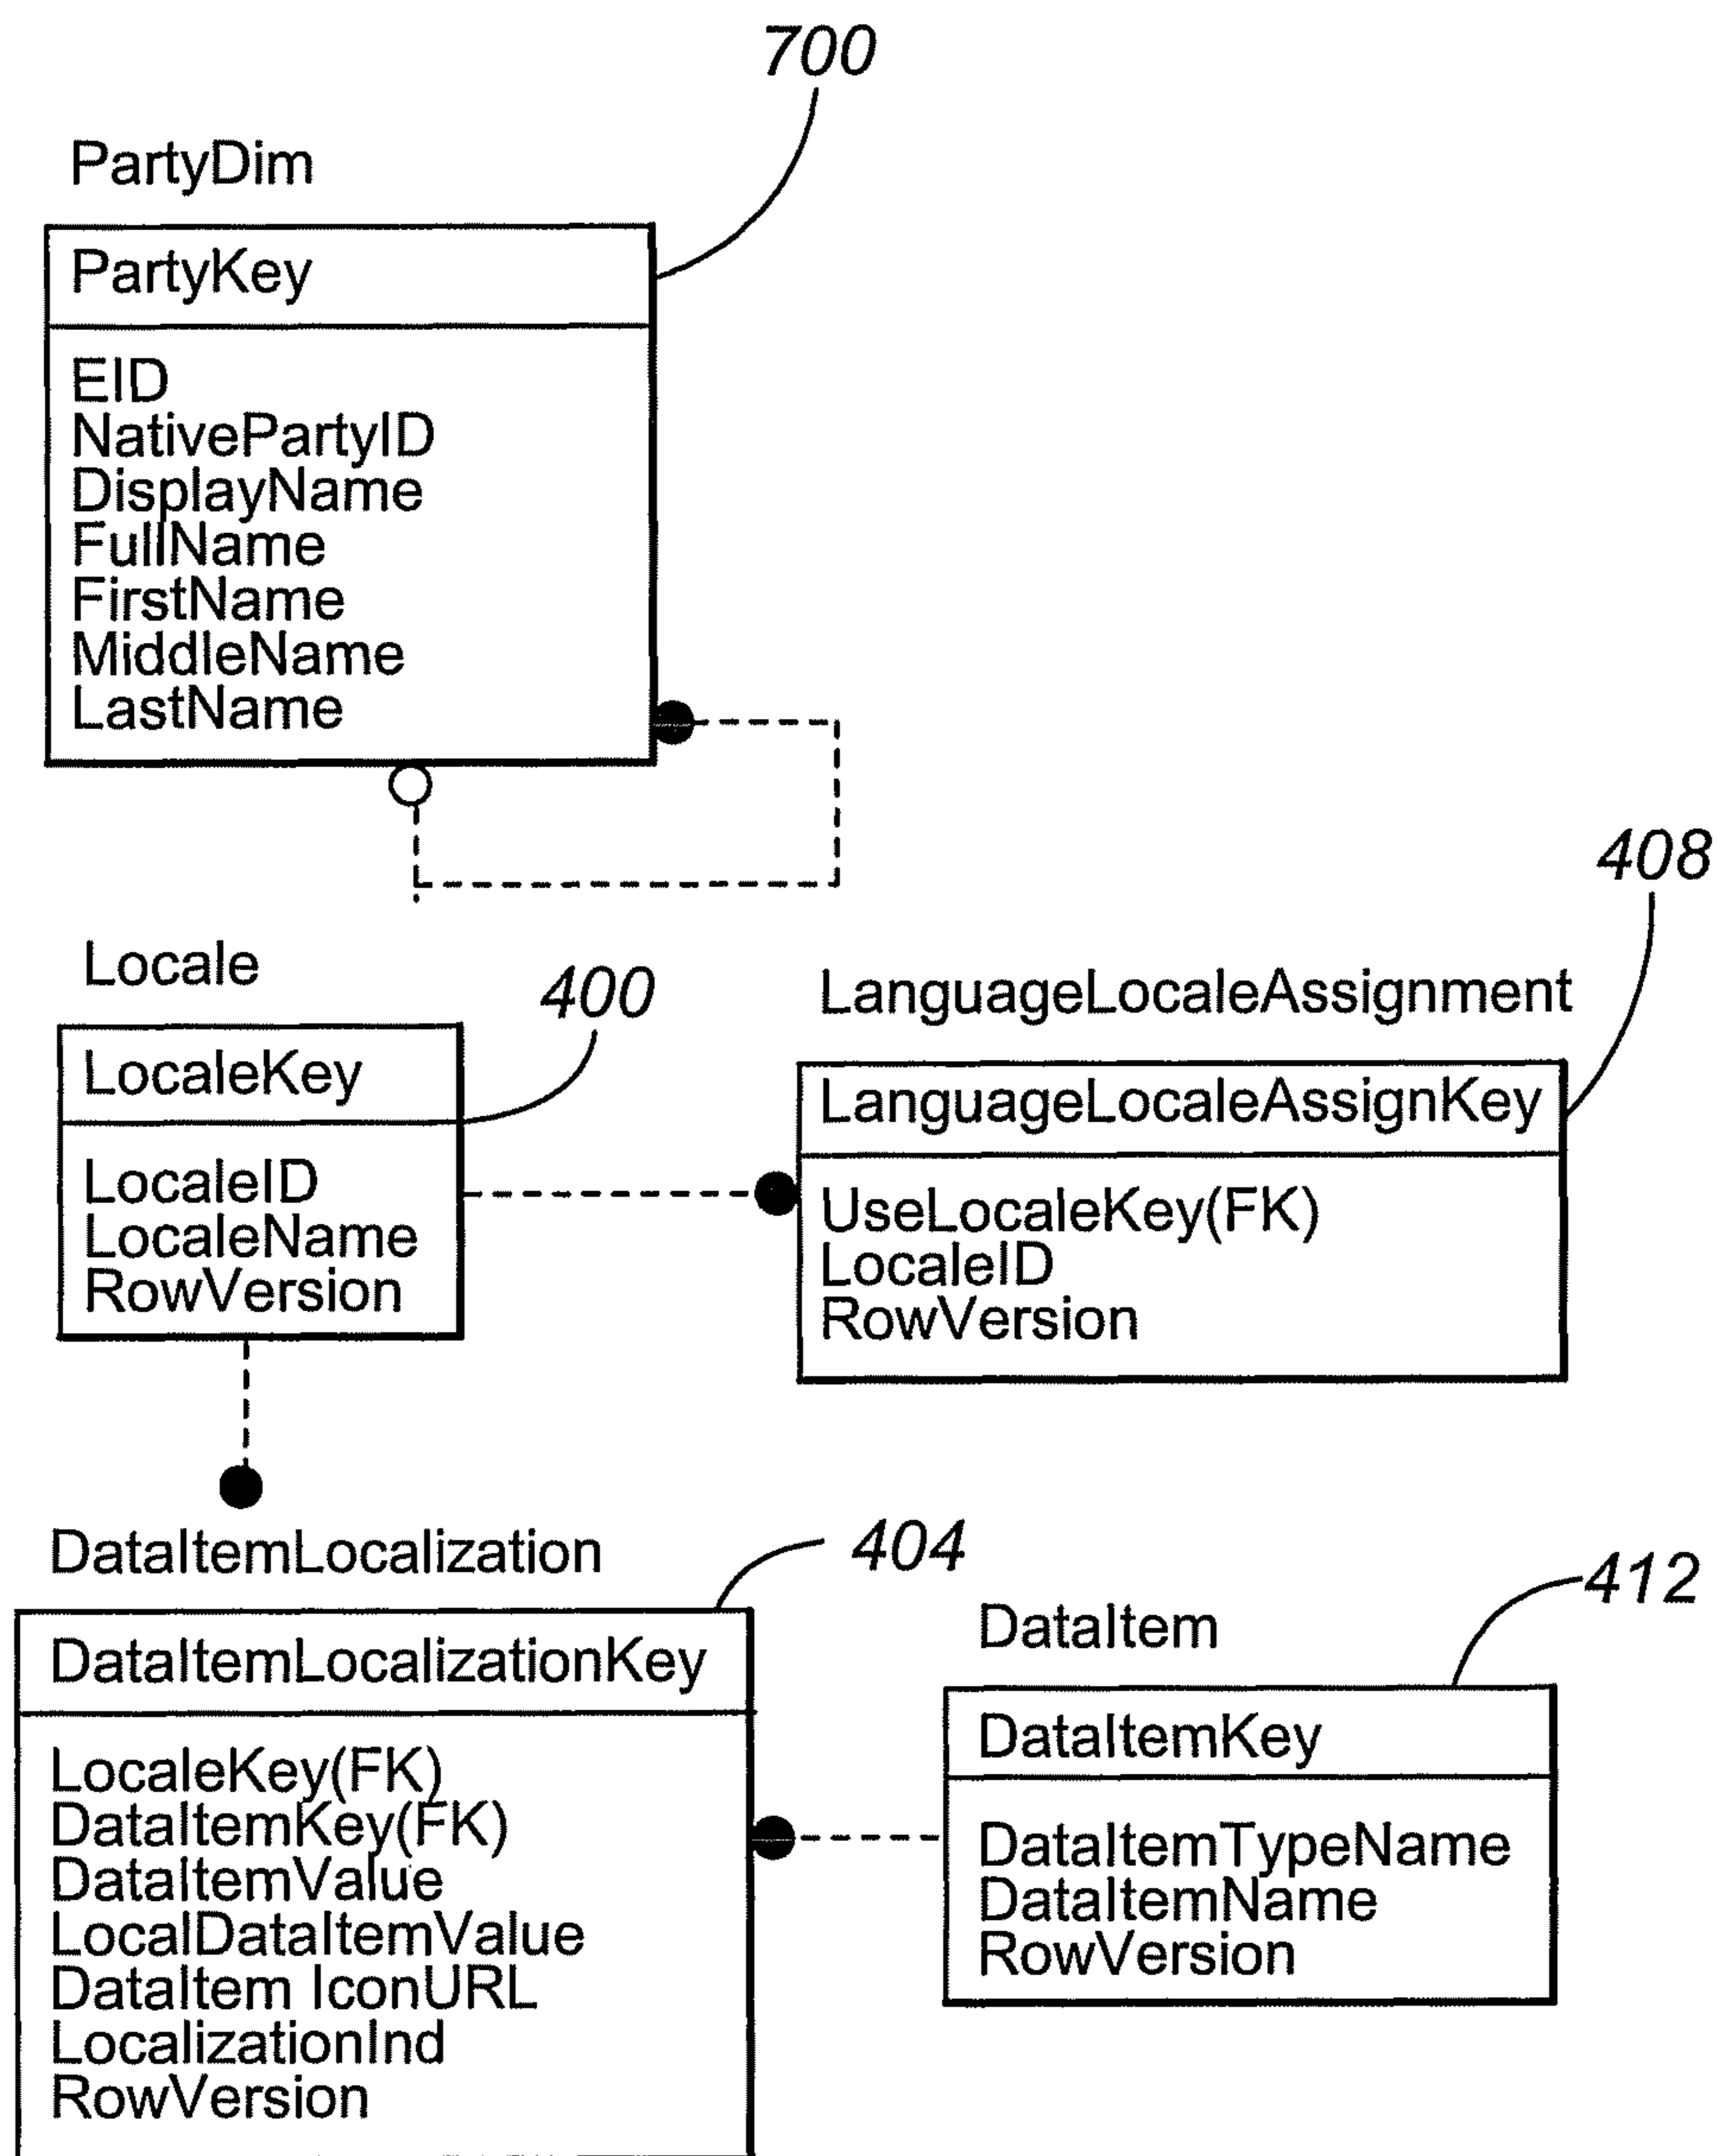 700
PartyDim
PartyKey
EID
NativePartyID
DisplayName
FullName
FirstName
MiddleName
LastName
408
Locale
400
LanguageLocaleAssignment
LocaleKey
LanguageLocaleAssignKey
LocaleID
LocaleName
RowVersion
UseLocaleKey(FK)
LocaleID
RowVersion
DataItemLocalization
404
412
DataItem
DataItemLocalizationKey
DataItemKey
LocaleKey(FK)
DataItemKey(FK)
DataItemValue
LocalDataItemValue
DataItem IconURL
LocalizationInd
RowVersion
DataItemTypeName
DataItemName
RowVersion